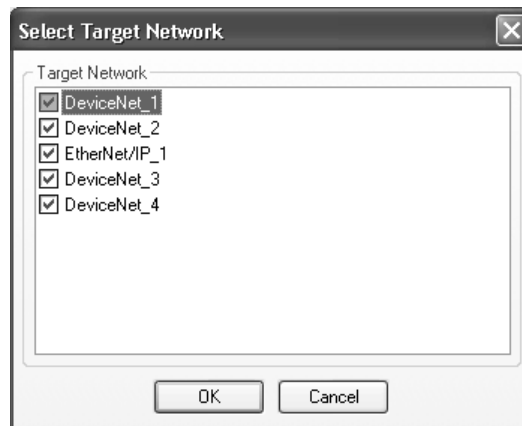 Select Target Network
Target Network
DeviceNet_1
DeviceNet_2
EtherNet/IP_1
DeviceNet_3
DeviceNet_4
OK
Cancel